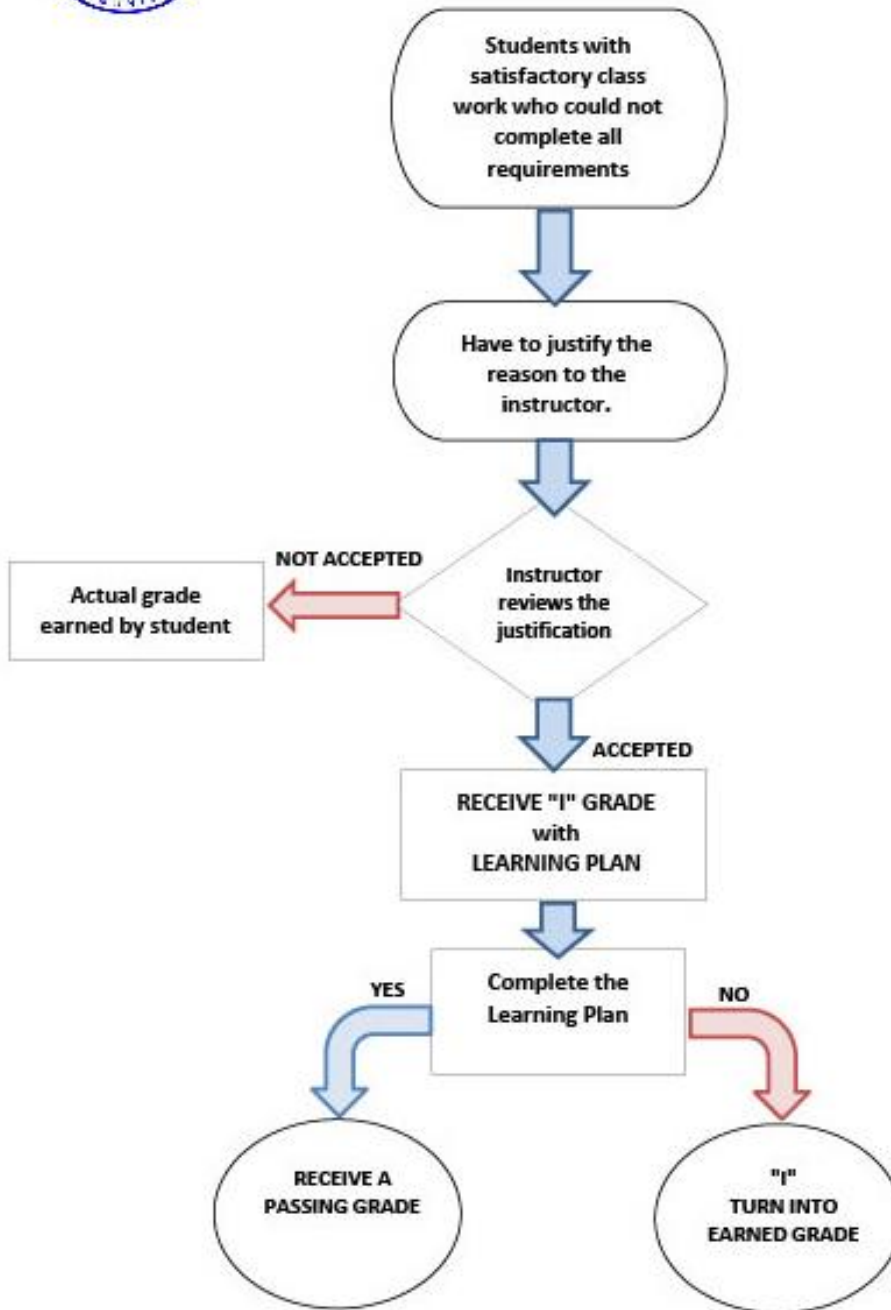 Students with
satisfactory class
work who could not
complete all
requirements
Have to justify the
reason to the
instructor.
NOT ACCEPTED
Actual grade
earned by student
Instructor
reviews the
justification
ACCEPTED
RECEIVE "I" GRADE
with
LEARNING PLAN
YES
Complete the
Learning Plan
NO
RECEIVE A
PASSING GRADE
"I"
TURN INTO
EARNED GRADE